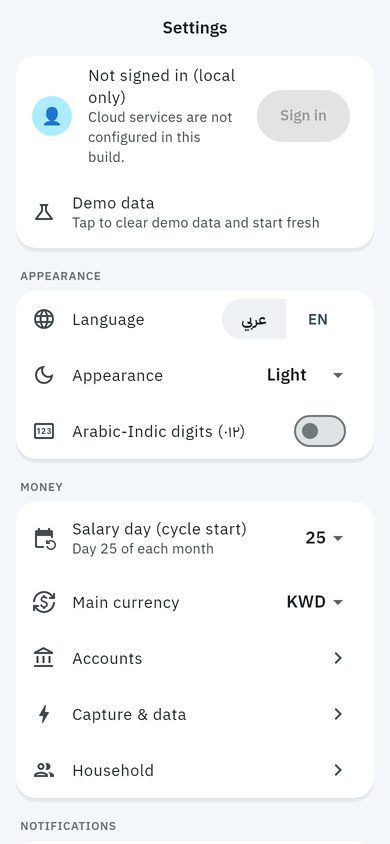 Settings
Not signed in (local
only)
Cloud services are not
configured in this
build.
Sign in
Demo data
Tap to clear demo data and start fresh
APPEARANCE
Language
عربي
EN
Appearance
Light
123
Arabic-Indic digits (٠١٢)
MONEY
Salary day (cycle start)
Day 25 of each month
25
Main currency
KWD
Accounts
Capture & data
Household
NOTIFICATIONS